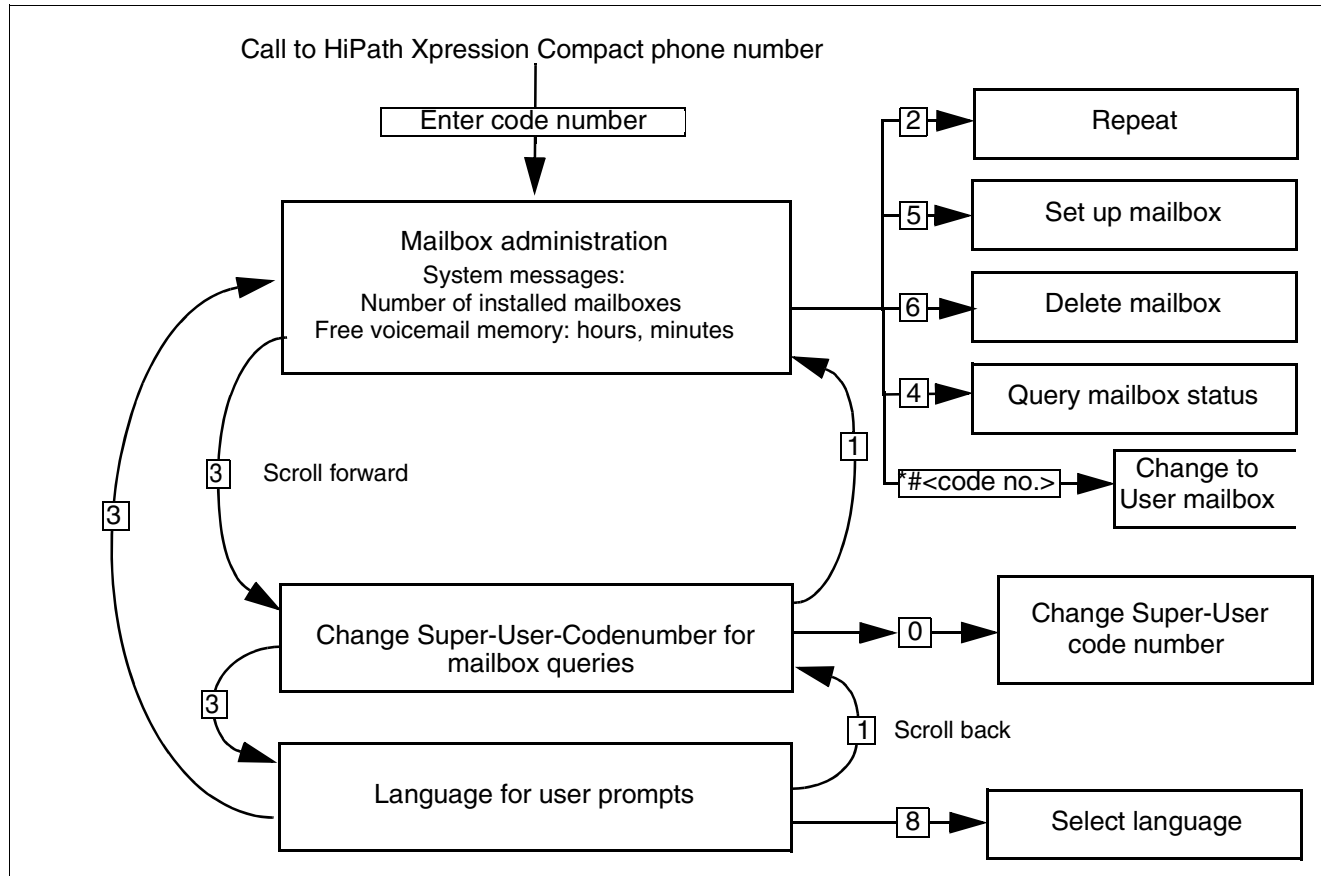 Call to HiPath Xpression Compact phone number
Enter code number
Mailbox administration
System messages:
Number of installed mailboxes
Free voicemail memory: hours, minutes
2
Repeat
5
Set up mailbox
6
Delete mailbox
4
Query mailbox status
*#<code no.>
Change to
User mailbox
3
Scroll forward
1
3
Change Super-User-Codenumber for
mailbox queries
0
Change Super-User
code number
3
1
Scroll back
Language for user prompts
8
Select language